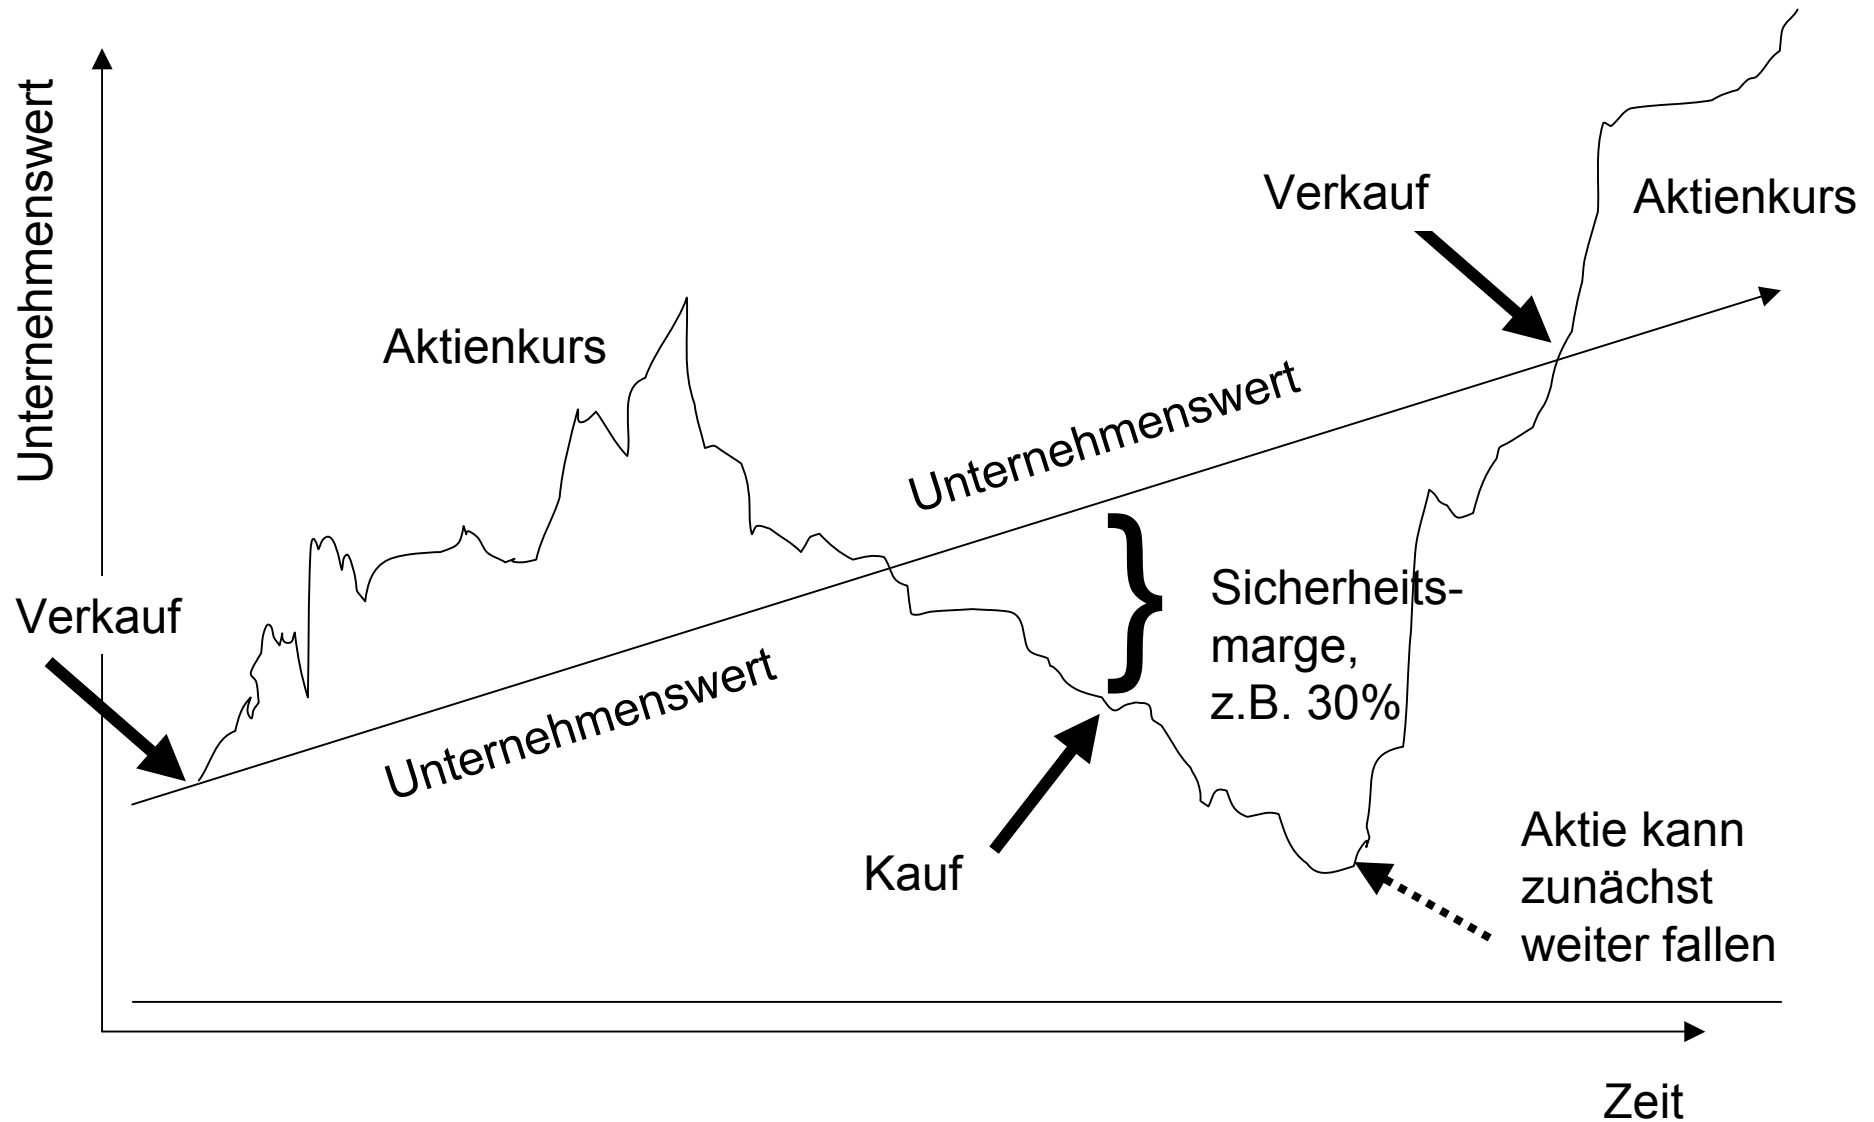 Unternehmenswert
Verkauf
Aktienkurs
Aktienkurs
Unternehmenswert
Verkauf
Sicherheits-
marge,
z.B. 30%
Unternehmenswert
Kauf
Aktie kann
zunächst
weiter fallen
Zeit